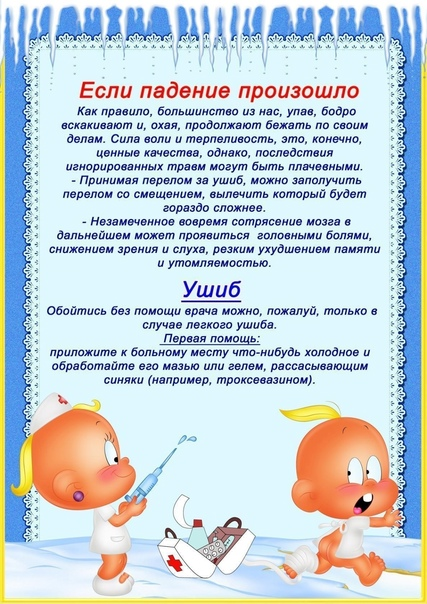 Если падение произошло
Как правило, большинство из нас, упав, бодро
вскакивают и, охая, продолжают бежать по своим
делам. Сила воли и терпеливость, это, конечно,
ценные качества, однако, последствия
игнорированных травм могут быть плачевными.
- Принимая перелом за ушиб, можно заполучить
перелом со смещением, вылечить который будет
гораздо сложнее.
- Незамеченное вовремя сотрясение мозга в
дальнейшем может проявиться головными болями,
снижением зрения и слуха, резким ухудшением памяти
и утомляемостью.
Ушиб
Обойтись без помощи врача можно, пожалуй, только в
случае легкого ушиба.
Первая помощь:
приложите к больному месту что-нибудь холодное и
обработайте его мазью или гелем, рассасывающим
синяки (например, троксевазином).